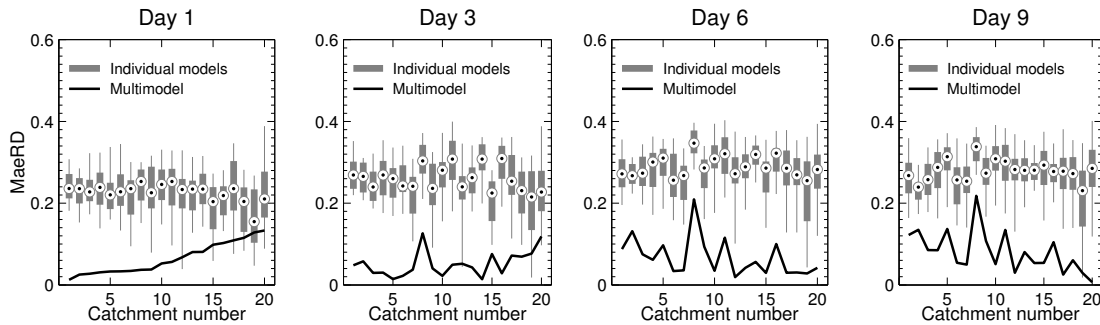 Day 1
Day 3
Day 6
Day 9
MaeRD
0.6
0.4
0.2
0
Individual models
Multimodel
5
10
15
20
Catchment number
0.6
0.4
0.2
0
Individual models
Multimodel
5
10
15
20
Catchment number
0.6
0.4
0.2
0
Individual models
Multimodel
5
10
15
20
Catchment number
0.6
0.4
0.2
0
Individual models
Multimodel
5
10
15
20
Catchment number